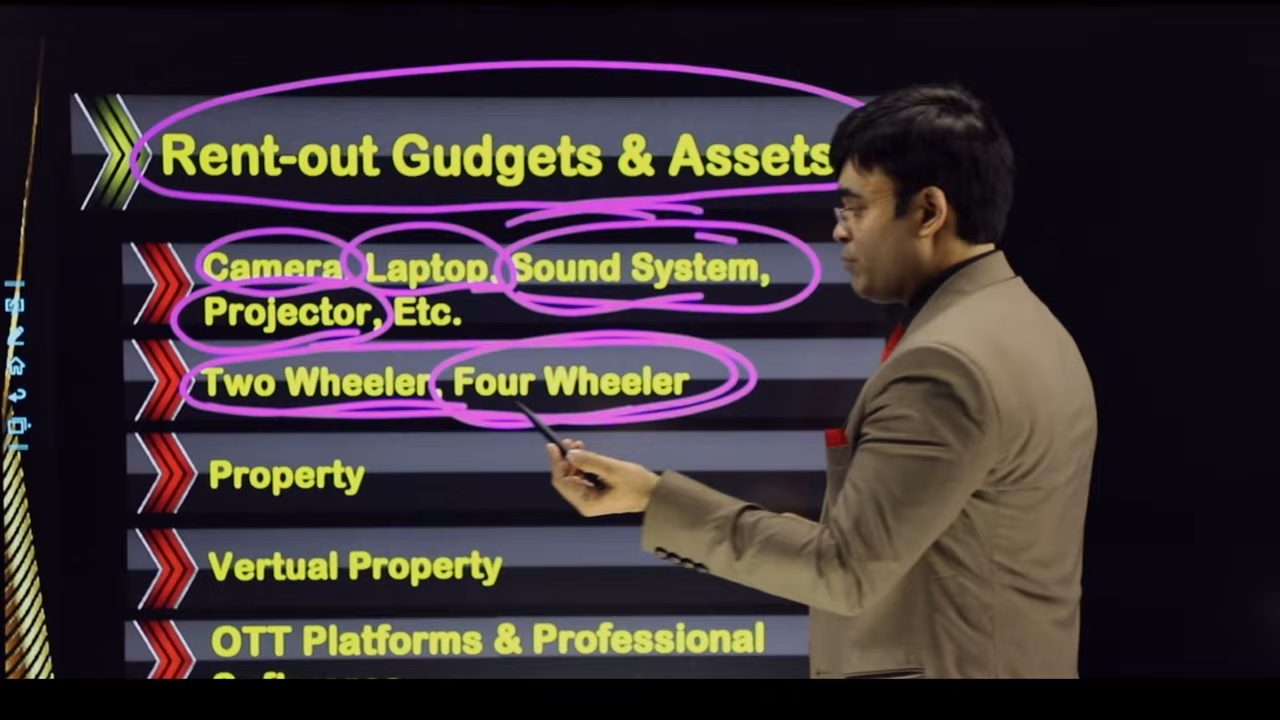 Rent-out Gudgets & Assets
Camera, Laptop, Sound System,
Projector, Etc.
Two Wheeler, Four Wheeler
Property
Vertual Property
OTT Platforms & Professional